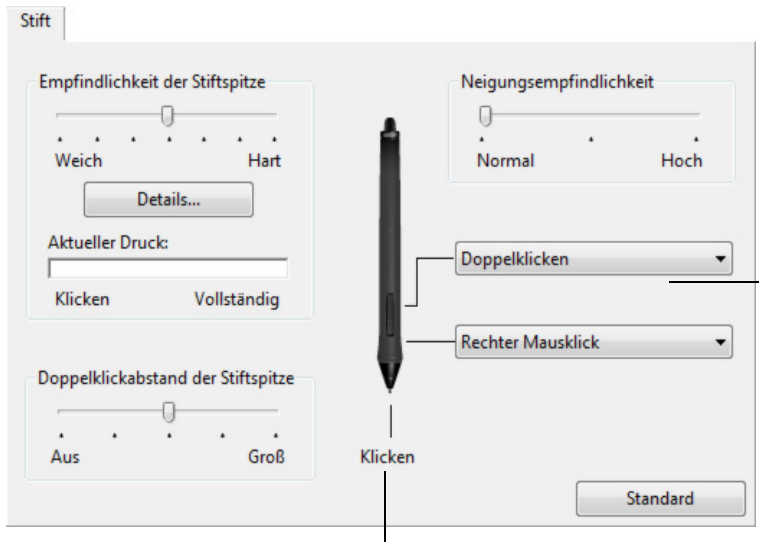 Stift
Empfindlichkeit der Stiftspitze
Weich Hart
Details...
Aktueller Druck:
Klicken Vollständig
Doppelklickabstand der Stiftspitze
Aus Groß
Klicken
Neigungsempfindlichkeit
Normal Hoch
Doppelklicken
Rechter Mausklick
Standard